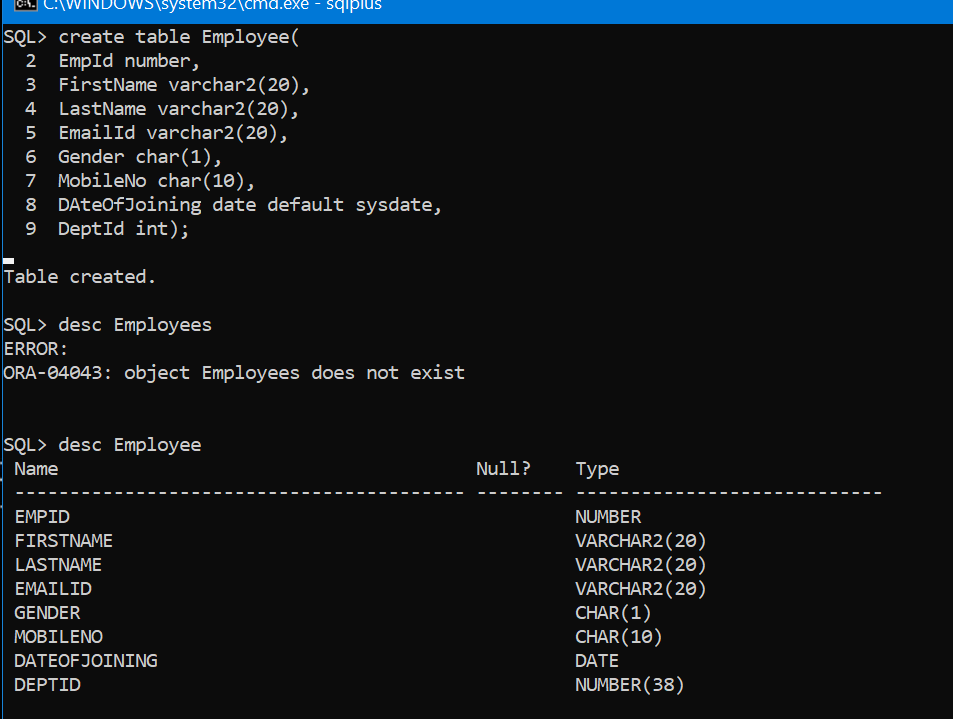 C:\WINDOWS\system32\cmd.exe - sqlplus
SQL> create table Employee(
  2  EmpId number,
  3  FirstName varchar2(20),
  4  LastName varchar2(20),
  5  EmailId varchar2(20),
  6  Gender char(1),
  7  MobileNo char(10),
  8  DAteOfJoining date default sysdate,
  9  DeptId int);
Table created.
SQL> desc Employees
ERROR:
ORA-04043: object Employees does not exist
SQL> desc Employee
 Name                                      Null?    Type
 ----------------------------------------- -------- ----------------------------
 EMPID                                              NUMBER
 FIRSTNAME                                          VARCHAR2(20)
 LASTNAME                                           VARCHAR2(20)
 EMAILID                                            VARCHAR2(20)
 GENDER                                             CHAR(1)
 MOBILENO                                           CHAR(10)
 DATEOFJOINING                                      DATE
 DEPTID                                             NUMBER(38)